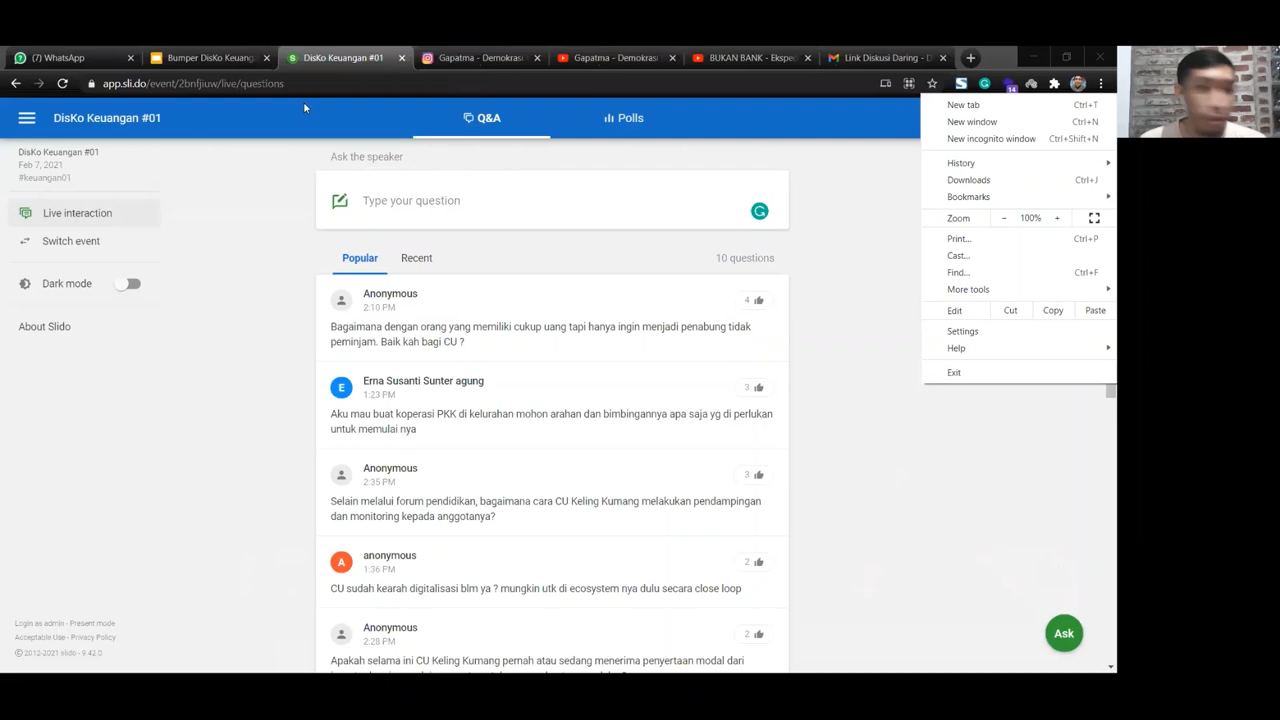 (7) WhatsApp
Bumper DisKo Keuang
DisKo Keuangan #01
Gapatma - Demokras
Gapatma - Demokras
BUKAN BANK - Ekspe
Link Diskusi Daring -
app.sli.do/event/2bnfjiuw/live/questions
14
DisKo Keuangan #01
Q&A
Polls
DisKo Keuangan #01
Feb 7, 2021
#keuangan01
Live interaction
Switch event
Dark mode
About Slido
Ask the speaker
Type your question
Popular
Recent
10 questions
Anonymous
4
2:10 PM
Bagaimana dengan orang yang memiliki cukup uang tapi hanya ingin menjadi penabung tidak
peminjam. Baik kah bagi CU ?
E
Erna Susanti Sunter agung
3
1:23 PM
Aku mau buat koperasi PKK di kelurahan mohon arahan dan bimbingannya apa saja yg di perlukan
untuk memulai nya
Anonymous
3
2:35 PM
Selain melalui forum pendidikan, bagaimana cara CU Keling Kumang melakukan pendampingan
dan monitoring kepada anggotanya?
A
anonymous
2
1:36 PM
CU sudah kearah digitalisasi blm ya ? mungkin utk di ecosystem nya dulu secara close loop
Anonymous
2
2:28 PM
Apakah selama ini CU Keling Kumang pernah atau sedang menerima penyertaan modal dari
New tab Ctrl+T
New window Ctrl+N
New incognito window Ctrl+Shift+N
History
Downloads Ctrl+J
Bookmarks
Zoom − 100% +
Print... Ctrl+P
Cast...
Find... Ctrl+F
More tools
Edit Cut Copy Paste
Settings
Help
Exit
Login as admin - Present mode
Acceptable Use - Privacy Policy
© 2012-2021 slido - 9.42.0
Ask